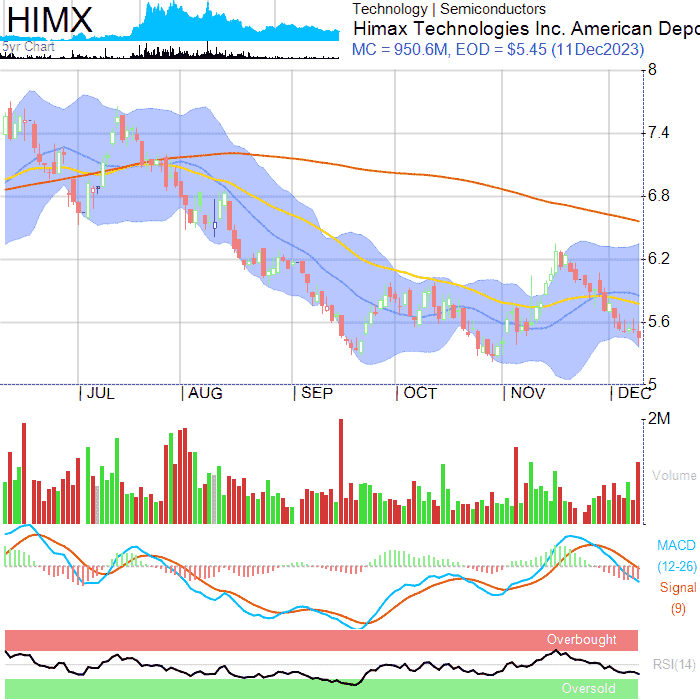 HIMX
5yr Chart
Technology | Semiconductors
Himax Technologies Inc. American Depo
MC = 950.6M, EOD = $5.45 (11Dec2023)
8
7.4
6.8
6.2
5.6
5
| JUL | AUG | SEP | OCT | NOV | DEC
2M
Volume
MACD
(12-26)
Signal
(9)
Overbought
RSI(14)
Oversold